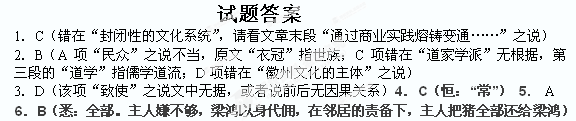 试题答案
1. C（错在“封闭性的文化系统”，请看文章末段“通过商业实践熔铸变通……”之说）
2. B（A 项“民众”之说不当，原文“衣冠”指世族；C 项错在“道家学派”无根据，第
三段的“道学”指儒学道流；D 项错在“徽州文化的主体”之说）
3. D（该项“致使”之说文中无据，或者说前后无因果关系）4. C（恒：“常”） 5. A
6. B（悉：全部。主人嫌不够，梁鸿以身代佣，在邻居的责备下，主人把猪全部还给梁鸿）